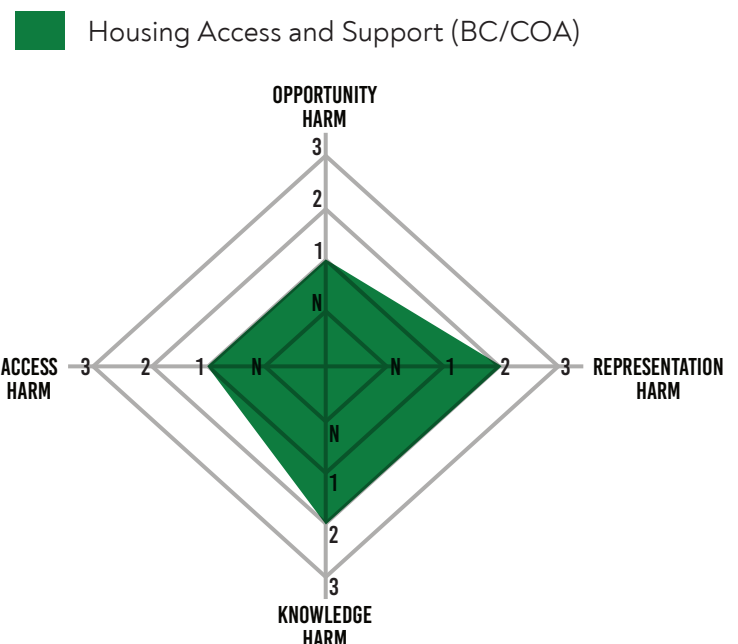 Housing Access and Support (BC/COA)
OPPORTUNITY
HARM
3
2
1
N
ACCESS
HARM
3 2 1 N N 1 2 3
REPRESENTATION
HARM
N
1
2
3
KNOWLEDGE
HARM